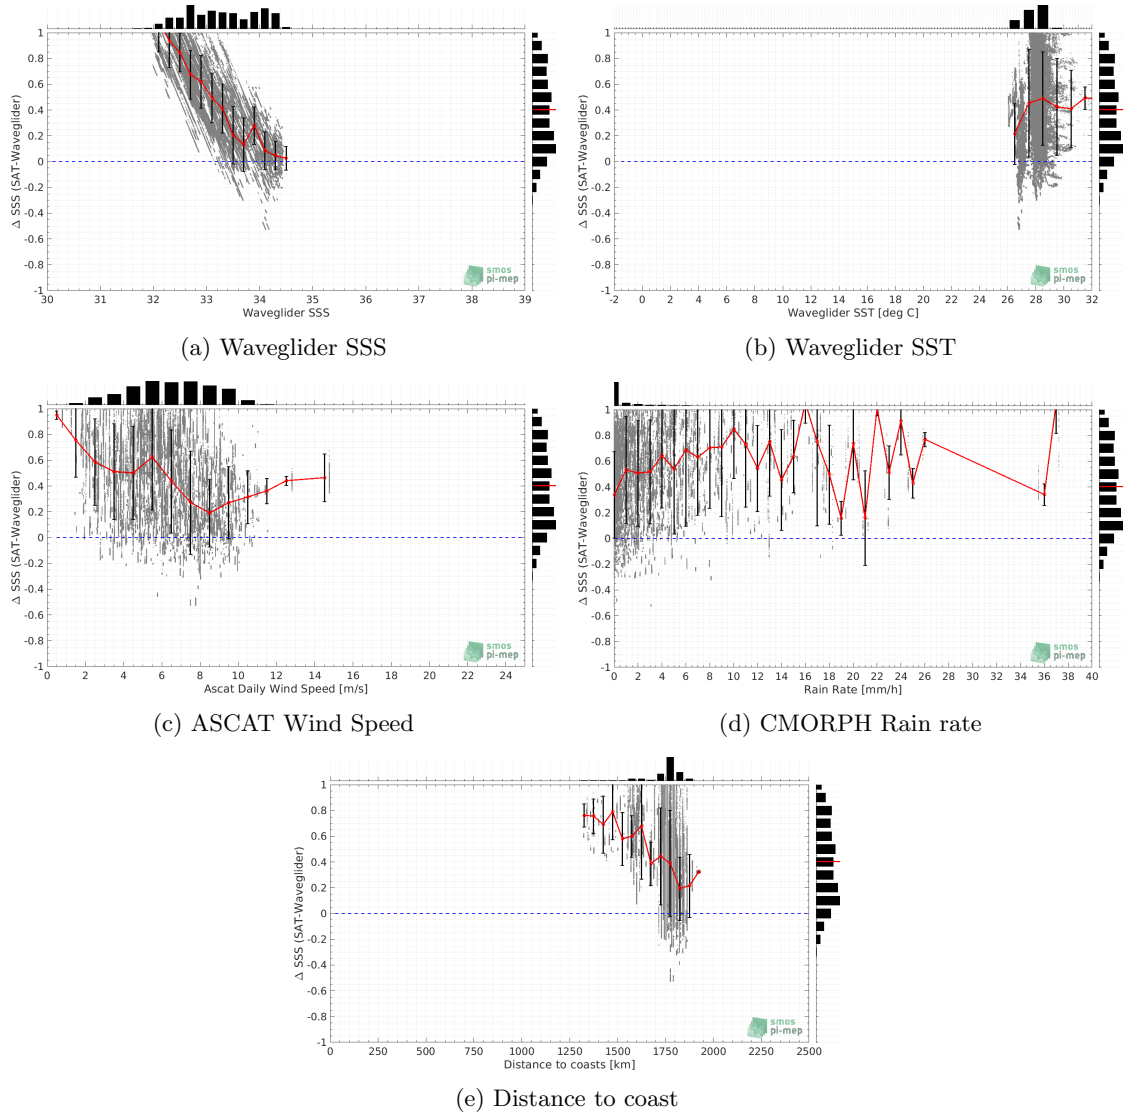 1
0.8
0.6
0.4
0.2
0
-0.2
-0.4
-0.6
-0.8
-1
Δ SSS (SAT-Waveglider)
30 31 32 33 34 35 36 37 38 39
Waveglider SSS
smos
pi-mep
(a) Waveglider SSS
1
0.8
0.6
0.4
0.2
0
-0.2
-0.4
-0.6
-0.8
-1
Δ SSS (SAT-Waveglider)
-2 0 2 4 6 8 10 12 14 16 18 20 22 24 26 28 30 32
Waveglider SST [deg C]
smos
pi-mep
(b) Waveglider SST
1
0.8
0.6
0.4
0.2
0
-0.2
-0.4
-0.6
-0.8
-1
Δ SSS (SAT-Waveglider)
0 2 4 6 8 10 12 14 16 18 20 22 24
Ascat Daily Wind Speed [m/s]
smos
pi-mep
(c) ASCAT Wind Speed
1
0.8
0.6
0.4
0.2
0
-0.2
-0.4
-0.6
-0.8
-1
Δ SSS (SAT-Waveglider)
0 2 4 6 8 10 12 14 16 18 20 22 24 26 28 30 32 34 36 38 40
Rain Rate [mm/h]
smos
pi-mep
(d) CMORPH Rain rate
1
0.8
0.6
0.4
0.2
0
-0.2
-0.4
-0.6
-0.8
-1
Δ SSS (SAT-Waveglider)
0 250 500 750 1000 1250 1500 1750 2000 2250 2500
Distance to coasts [km]
smos
pi-mep
(e) Distance to coast